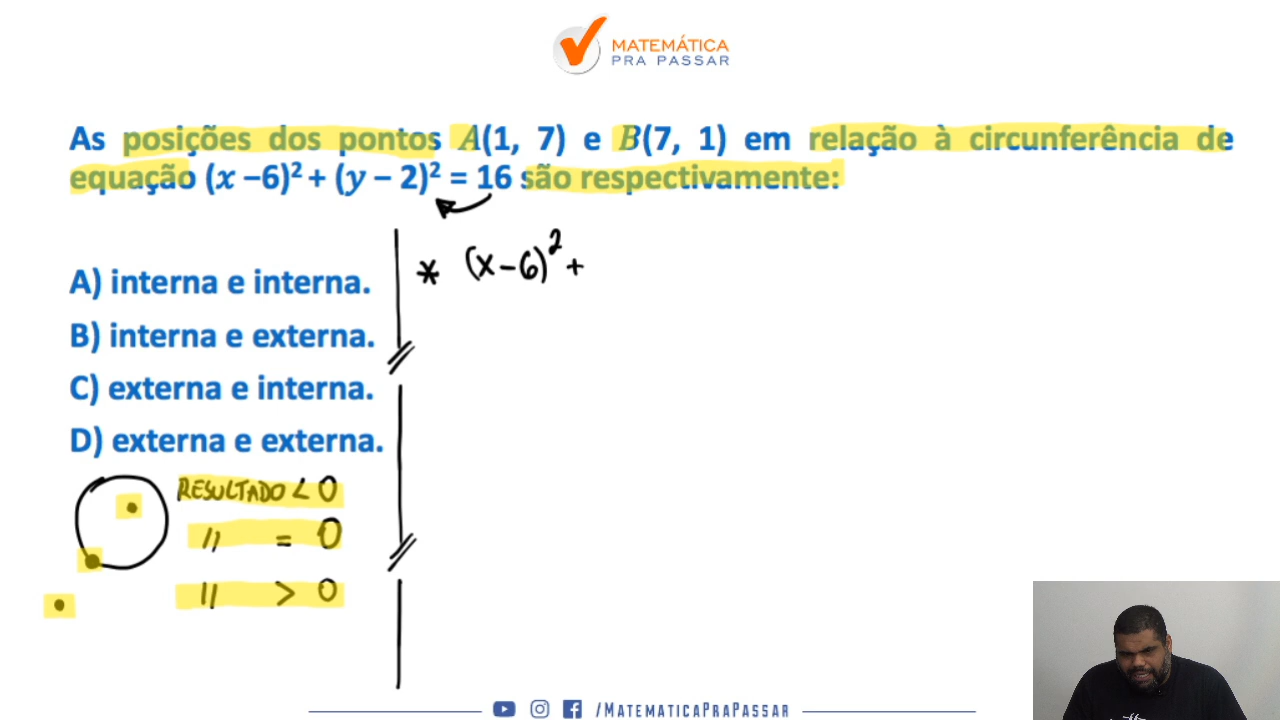 MATEMÁTICA
PRA PASSAR
As posições dos pontos A(1, 7) e B(7, 1) em relação à circunferência de
equação (x –6)² + (y – 2)² = 16 são respectivamente:
* (x-6)² +
A) interna e interna.
B) interna e externa.
C) externa e interna.
D) externa e externa.
RESULTADO < 0
〃 = 0
〃 > 0
/MATEMATICAPRAPASSAR